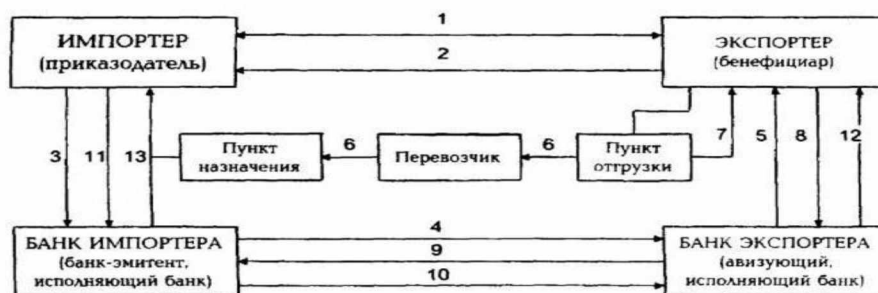 1
ИМПОРТЕР
(приказодатель)
2
ЭКСПОРТЕР
(бенефициар)
3
11
13
Пункт
назначения
6
Перевозчик
6
Пункт
отгрузки
7
5
8
12
БАНК ИМПОРТЕРА
(банк-эмитент,
исполняющий банк)
4
9
10
БАНК ЭКСПОРТЕРА
(авизующий,
исполняющий банк)